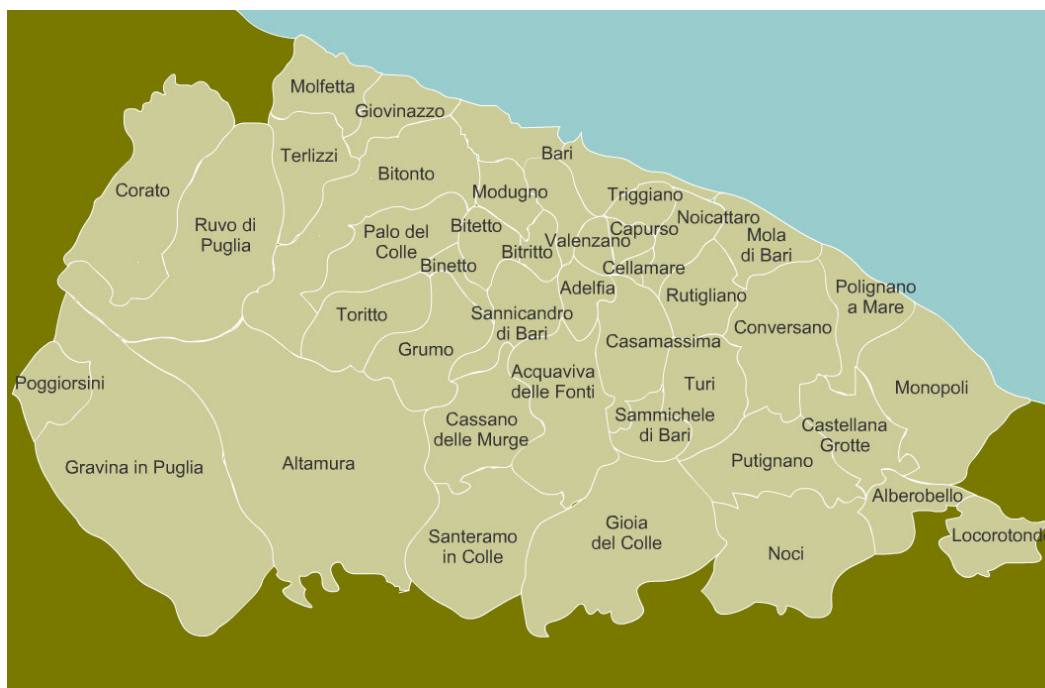 Molfetta
Giovinazzo
Terlizzi
Bari
Bitonto
Corato
Modugno
Triggiano
Ruvo di
Puglia
Noicattaro
Palo del
Colle
Bitetto
Capurso
Mola
di Bari
Valenzano
Bitritto
Binetto
Cellamare
Adelfia
Rutigliano
Polignano
a Mare
Toritto
Sannicandro
di Bari
Conversano
Grumo
Casamassima
Acquaviva
delle Fonti
Poggiorsini
Turi
Monopoli
Cassano
delle Murge
Sammichele
di Bari
Castellana
Grotte
Gravina in Puglia
Altamura
Putignano
Alberobello
Gioia
del Colle
Santeramo
in Colle
Locorotondo
Noci